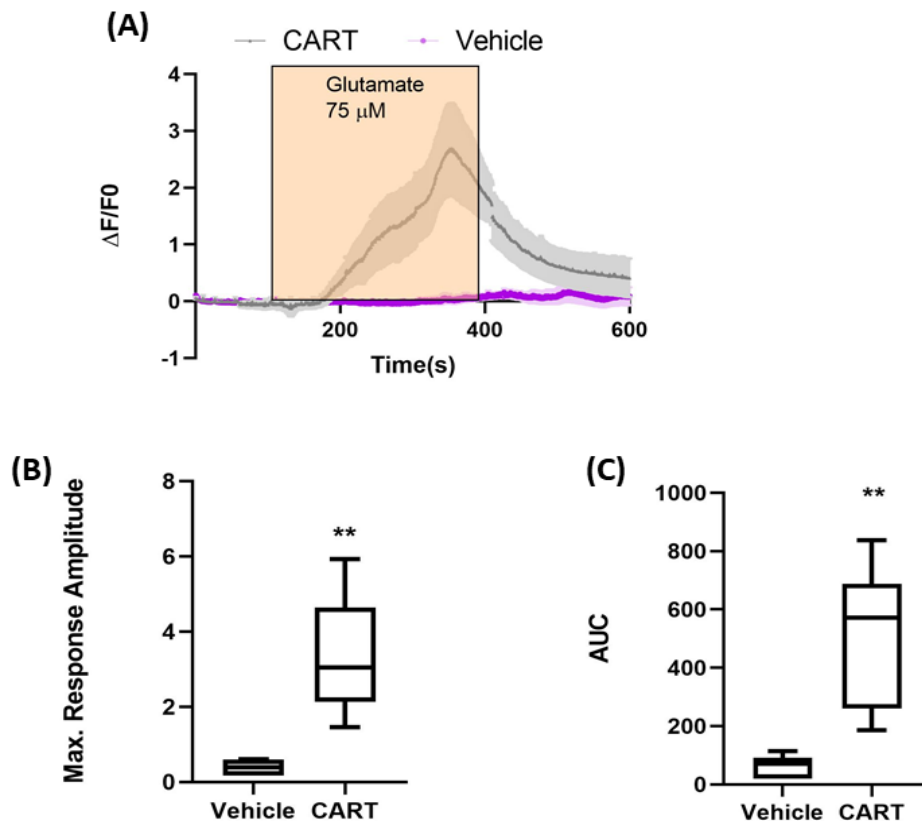 (A)
CART Vehicle
Glutamate
75 μM
4
3
2
1
0
-1
ΔF/F0
200 400 600
Time(s)
(B)
Max. Response Amplitude
8
6
4
2
0
**
Vehicle CART
(C)
AUC
1000
800
600
400
200
0
**
Vehicle CART